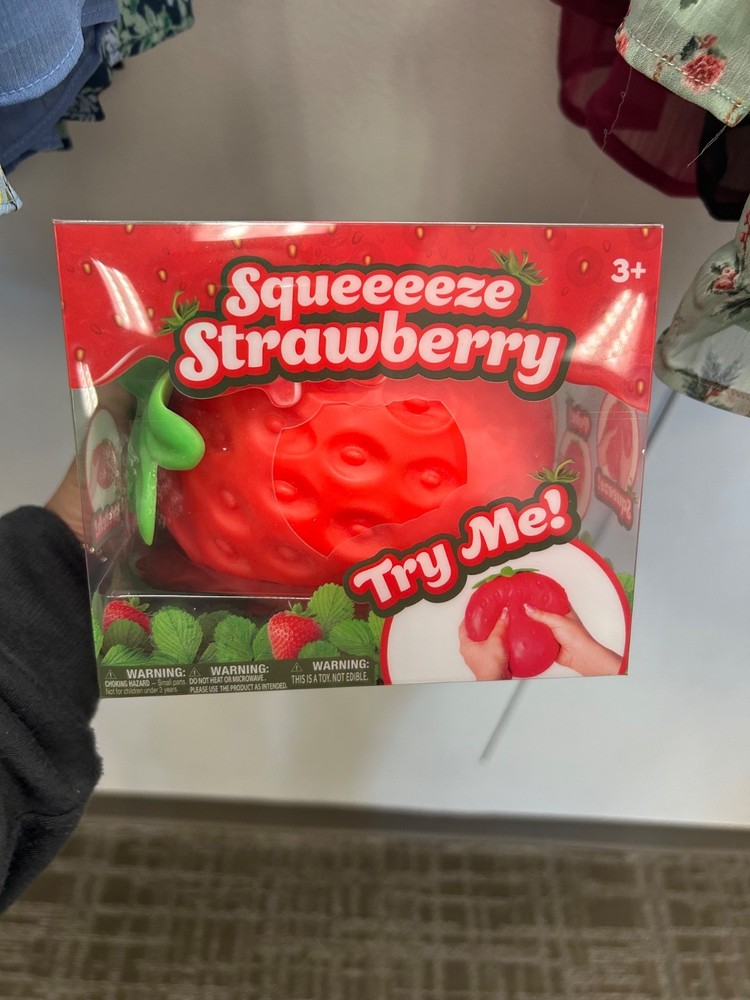 3+
Squeeeeze
Strawberry
Try Me!
WARNING:
CHOKING HAZARD – Small parts.
Not for children under 3 years.
WARNING:
DO NOT HEAT OR MICROWAVE.
PLEASE USE THE PRODUCT AS INTENDED.
WARNING:
THIS IS A TOY. NOT EDIBLE.